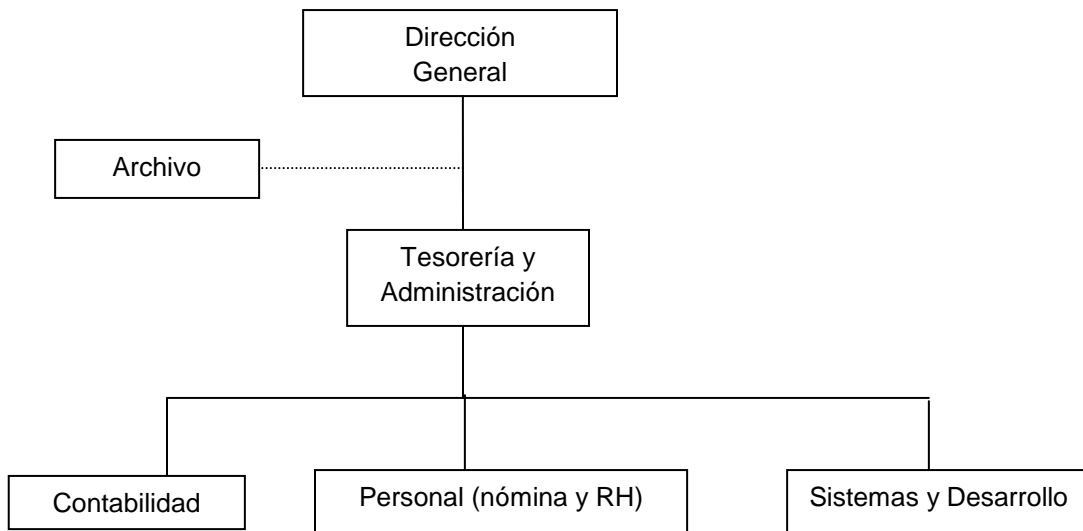 Dirección
General
Archivo
Tesorería y
Administración
Contabilidad
Personal (nómina y RH)
Sistemas y Desarrollo